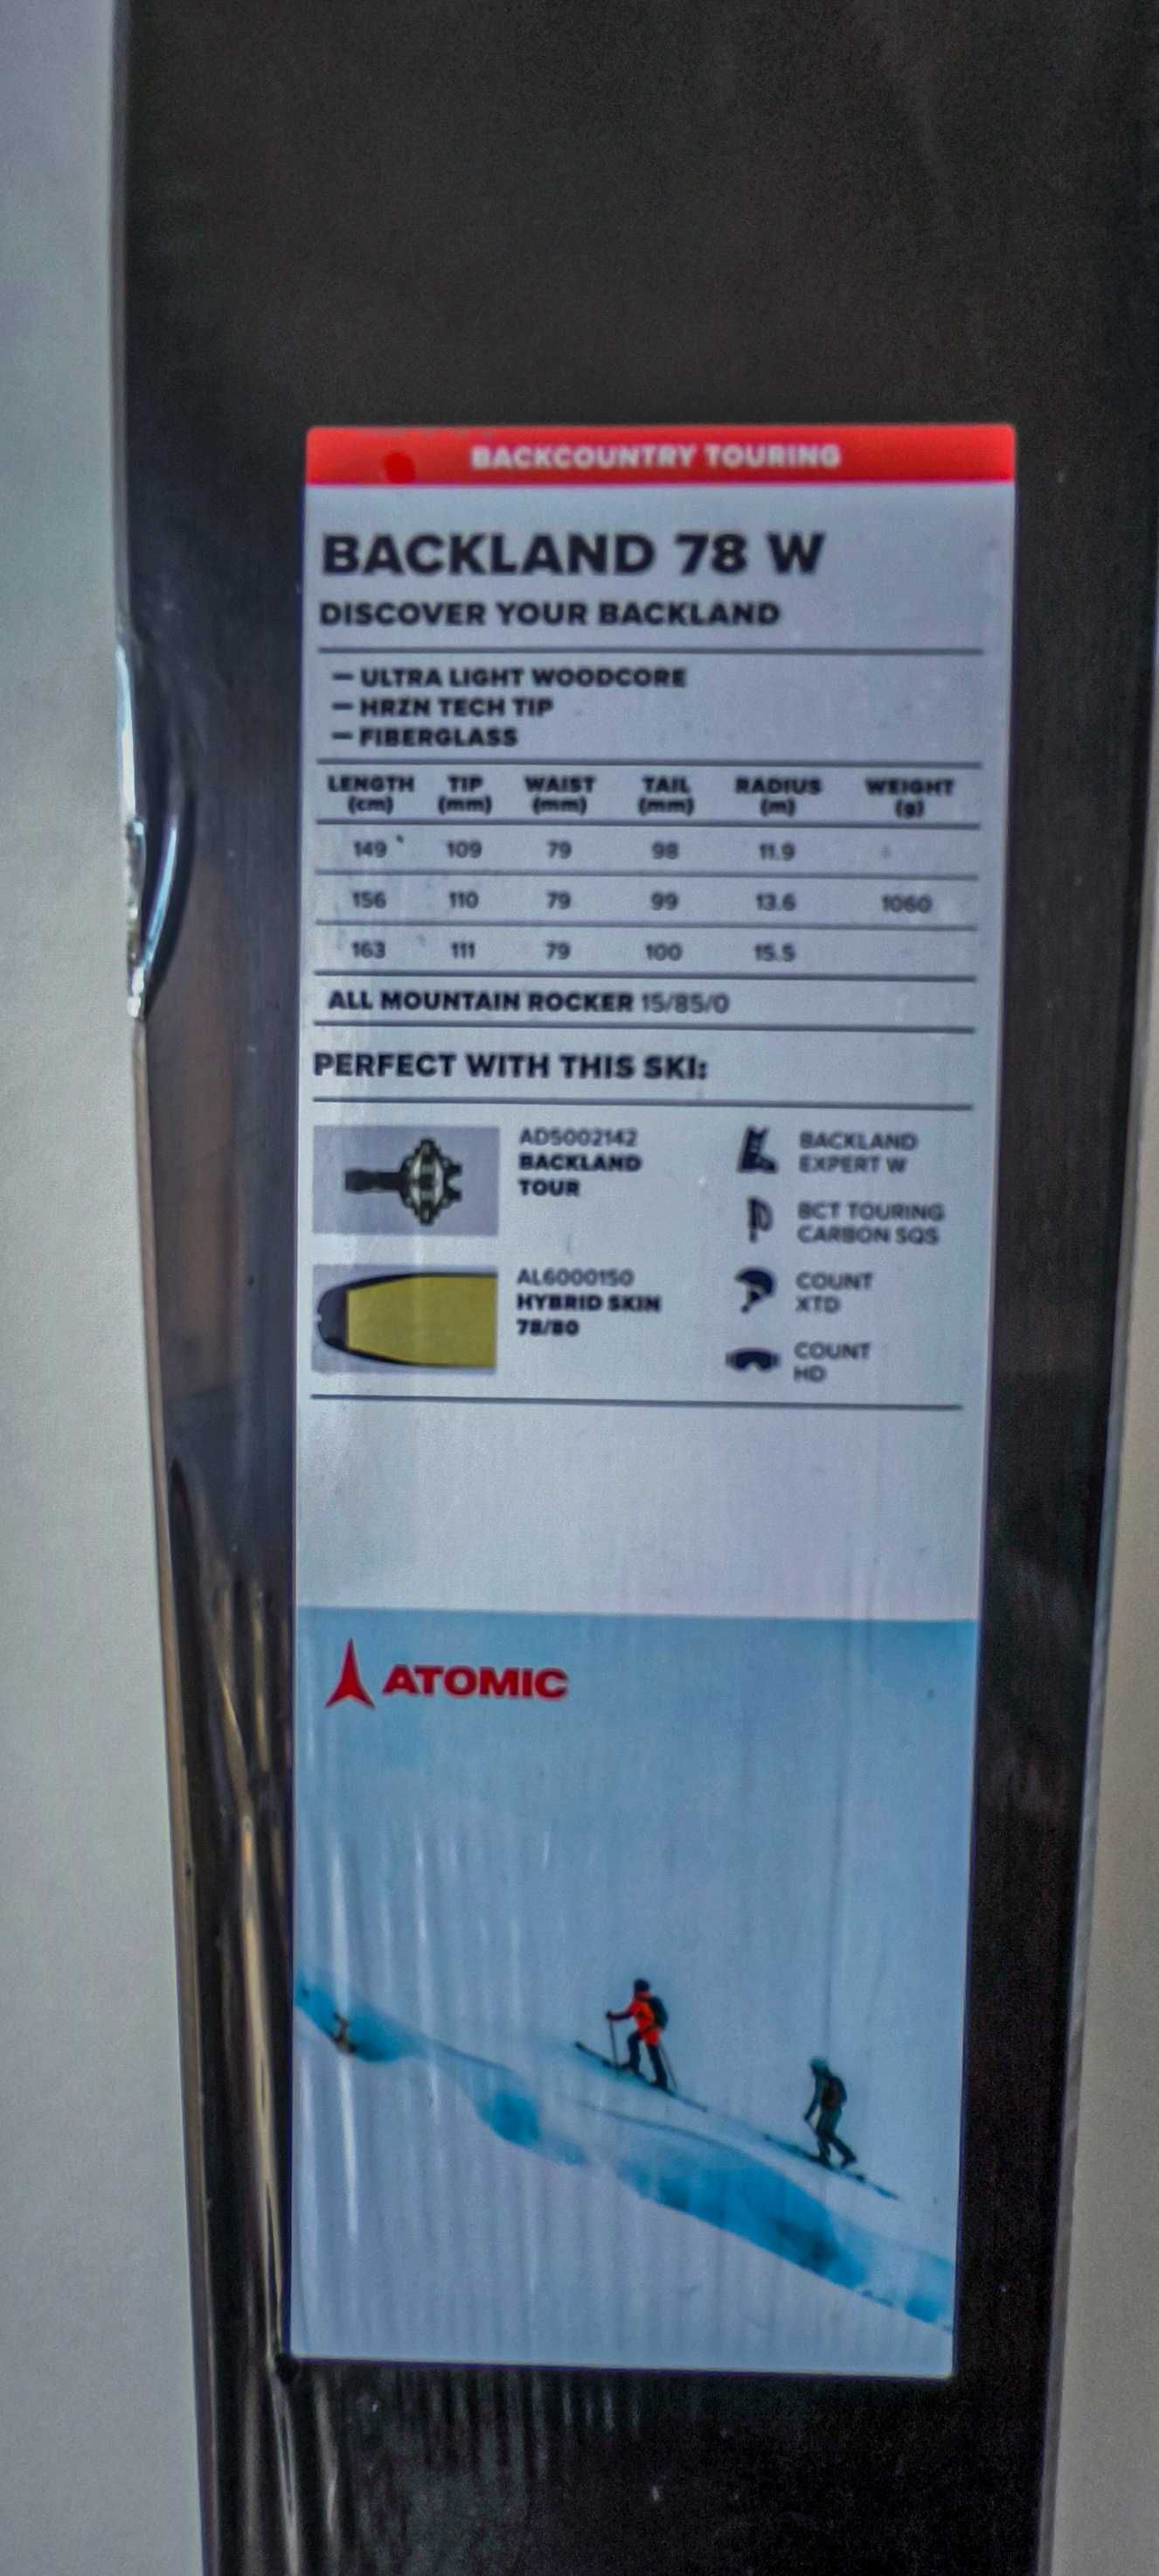 BACKCOUNTRY TOURING
BACKLAND 78 W
DISCOVER YOUR BACKLAND
— ULTRA LIGHT WOODCORE
— HRZN TECH TIP
— FIBERGLASS
LENGTH (cm) TIP (mm) WAIST (mm) TAIL (mm) RADIUS (m) WEIGHT (g)
149 109 79 98 11.9
156 110 79 99 13.6 1060
163 111 79 100 15.5
ALL MOUNTAIN ROCKER 15/85/0
PERFECT WITH THIS SKI:
AD5002142
BACKLAND
TOUR
BACKLAND
EXPERT W
BCT TOURING
CARBON SQS
AL6000150
HYBRID SKIN
78/80
COUNT
XTD
COUNT
HD
ATOMIC